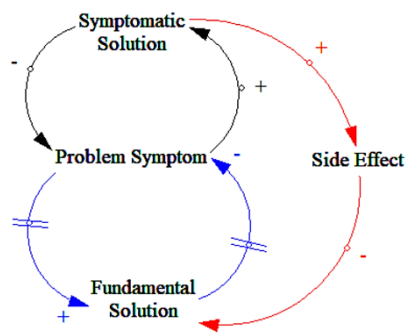 Symptomatic
Solution
+
-
+
Problem Symptom
-
Side Effect
-
Fundamental
Solution
+